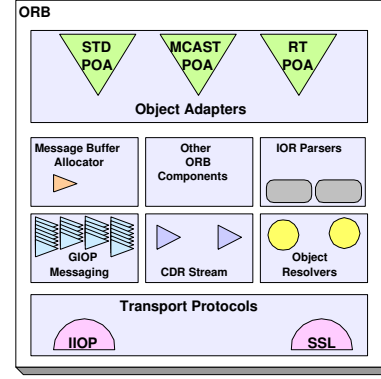 ORB
STD MCAST RT
POA POA POA
Object Adapters
Message Buffer
Allocator
Other
ORB
Components
IOR Parsers
GIOP
Messaging
CDR Stream
Object
Resolvers
Transport Protocols
IIOP SSL